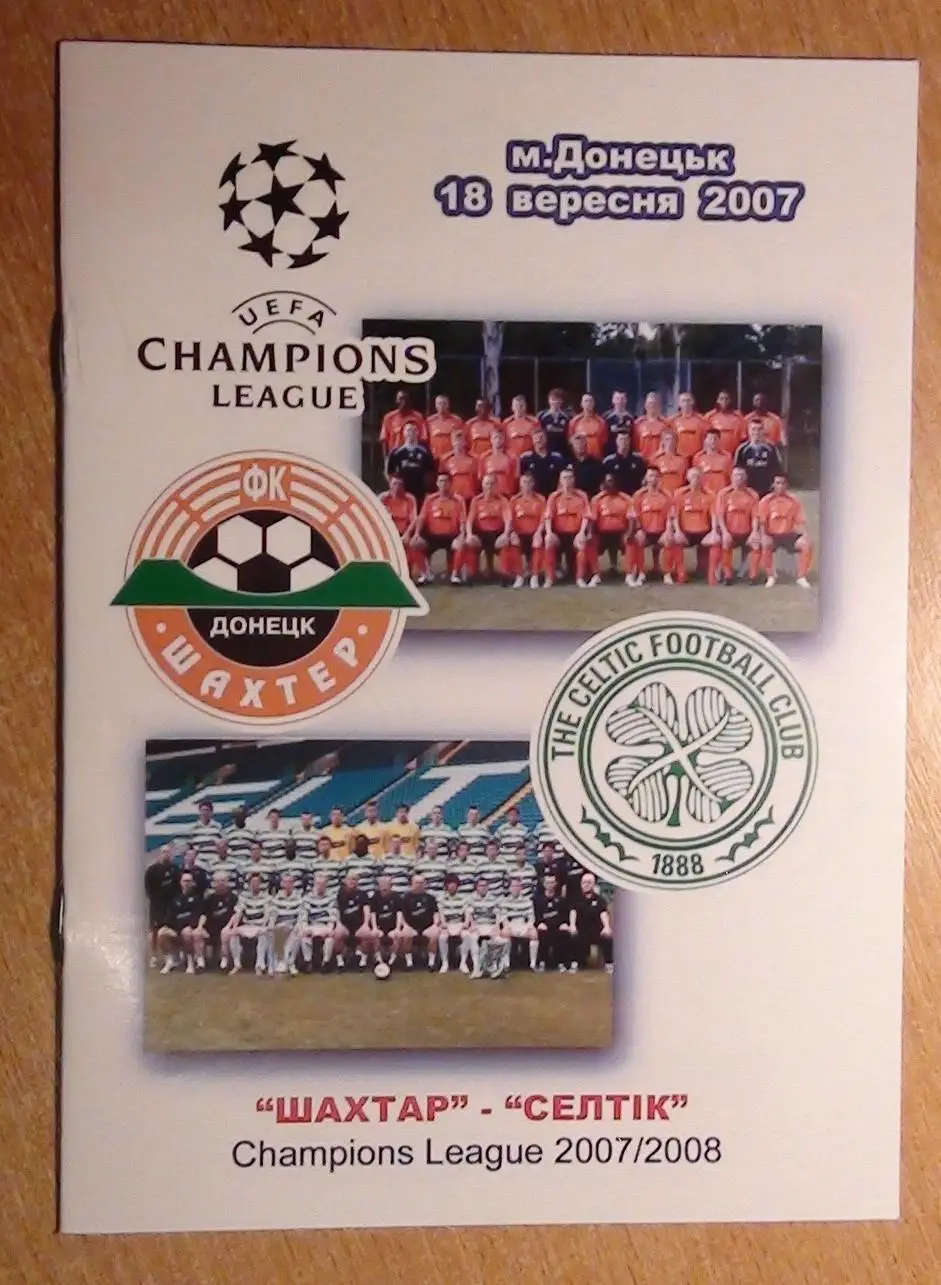 м.Донецьк
18 вересня 2007
UEFA
CHAMPIONS
LEAGUE
ФК
ДОНЕЦК
ШАХТЕР
THE CELTIC FOOTBALL CLUB
1888
ELT
"ШАХТАР" - "СЕЛТІК"
Champions League 2007/2008